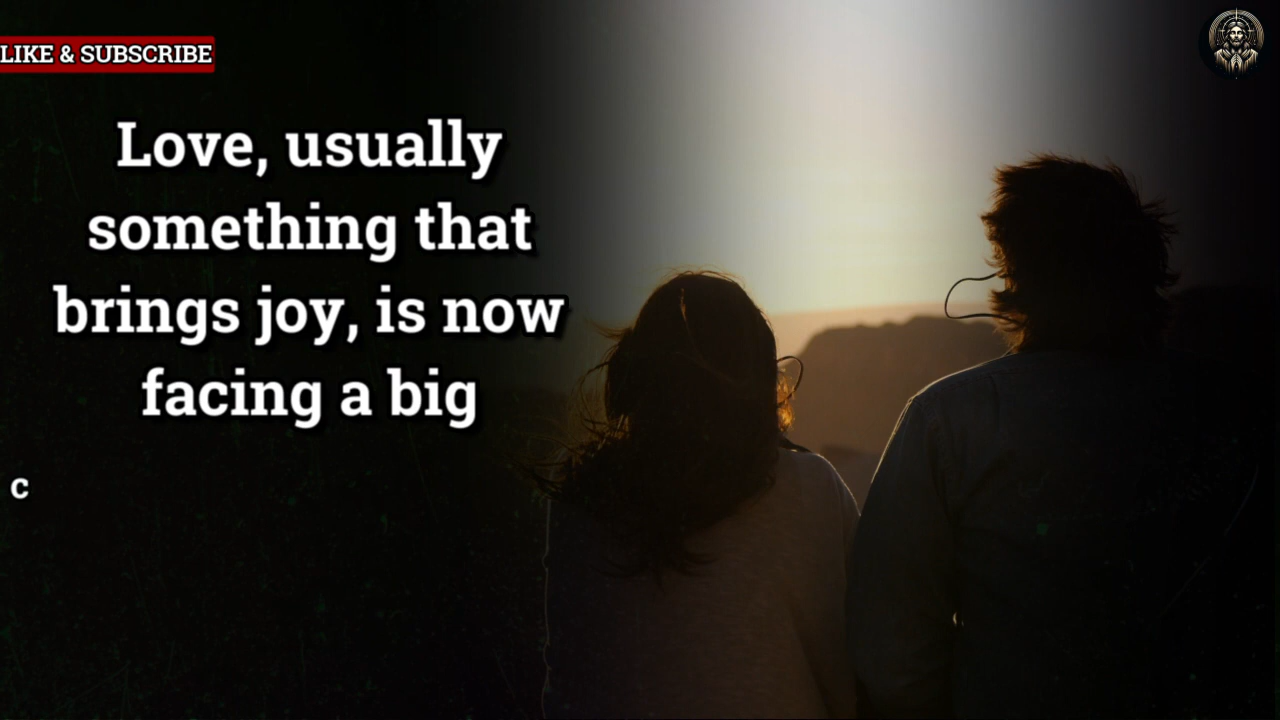 LIKE & SUBSCRIBE
Love, usually
something that
brings joy, is now
facing a big
c